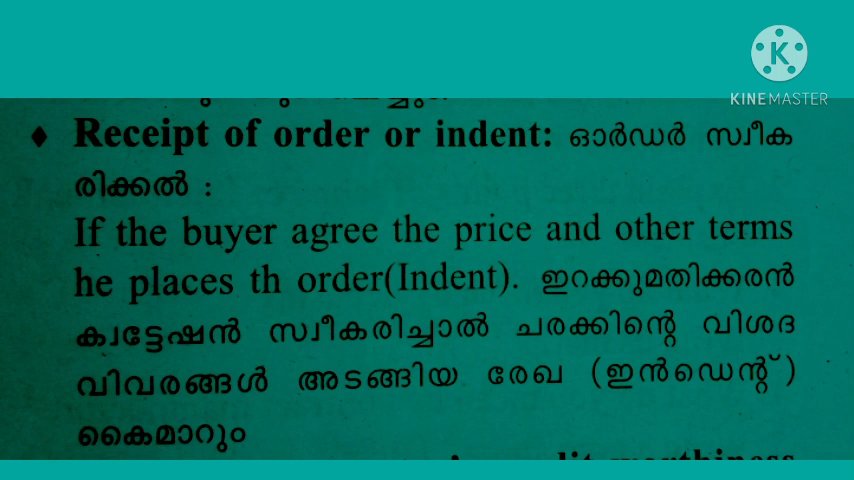 K
KINEMASTER
♦ Receipt of order or indent: ഓർഡർ സ്വീക
രിക്കൽ :
If the buyer agree the price and other terms
he places th order(Indent). ഇറക്കുമതിക്കരൻ
ക്വട്ടേഷൻ സ്വീകരിച്ചാൽ ചരക്കിന്റെ വിശദ
വിവരങ്ങൾ അടങ്ങിയ രേഖ (ഇൻഡെന്റ്)
കൈമാറും